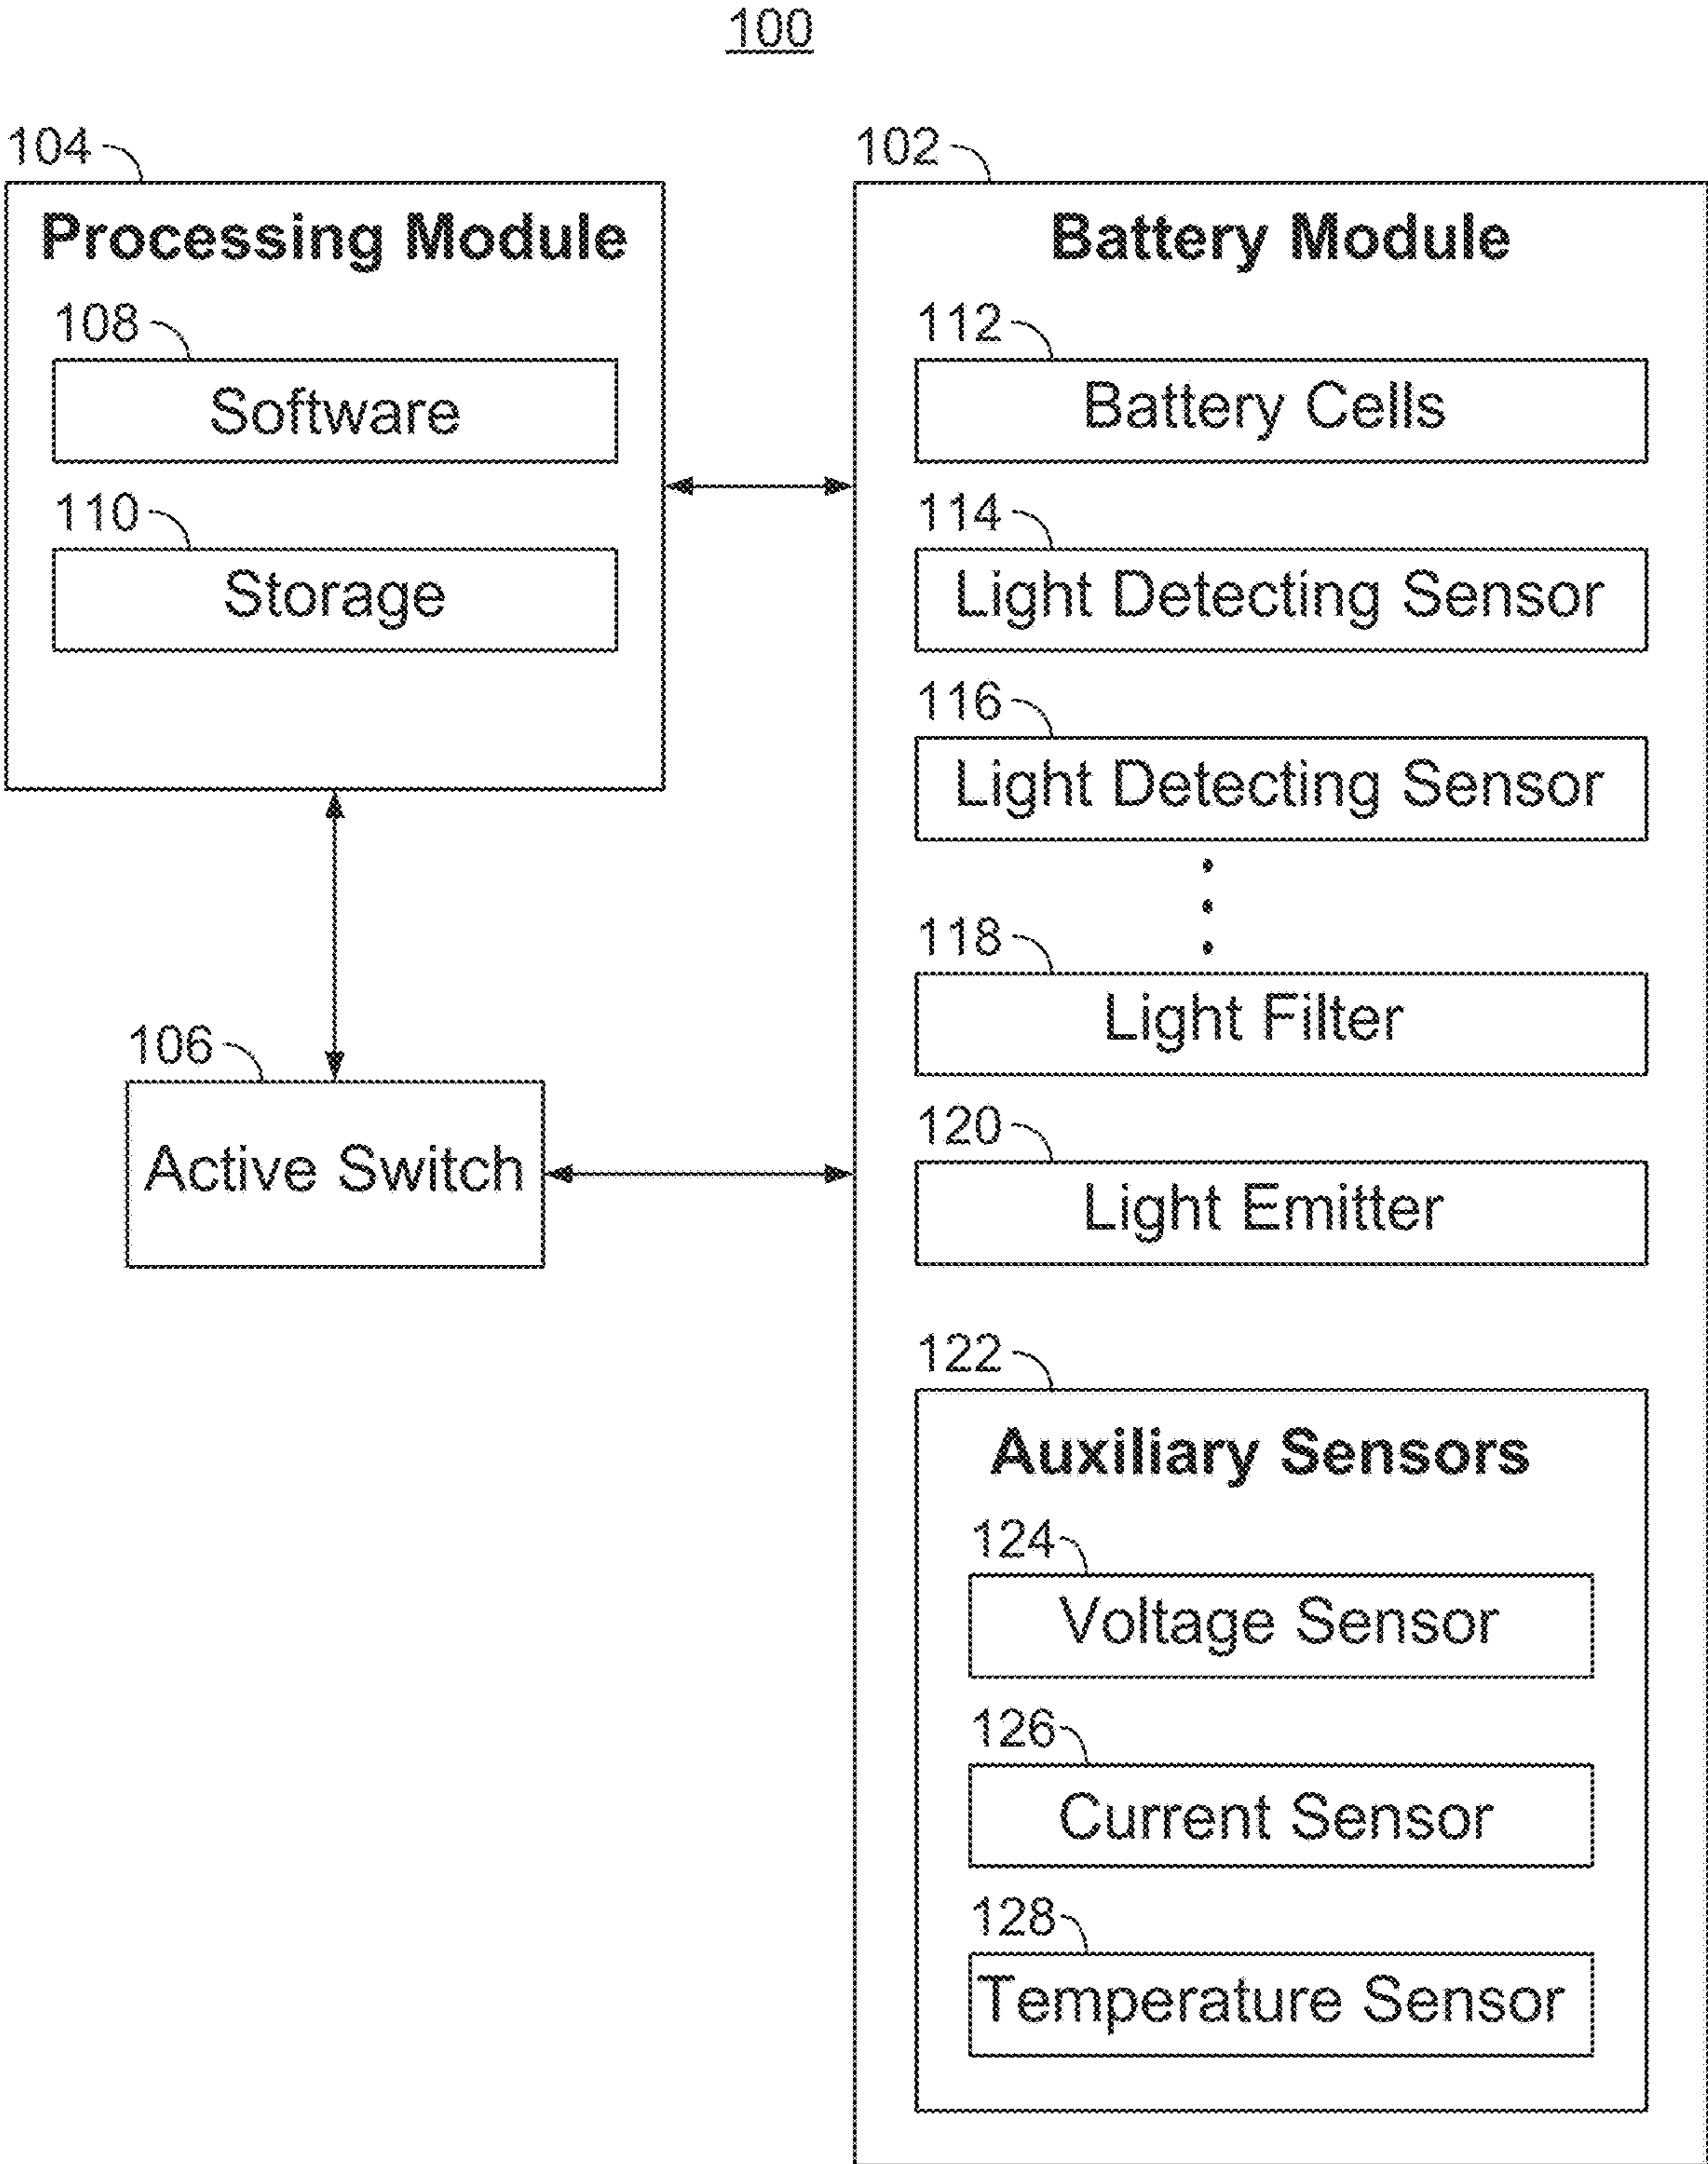 100
104
Processing Module
108
Software
110
Storage
106
Active Switch
102
Battery Module
112
Battery Cells
114
Light Detecting Sensor
116
Light Detecting Sensor
118
Light Filter
120
Light Emitter
122
Auxiliary Sensors
124
Voltage Sensor
126
Current Sensor
128
Temperature Sensor